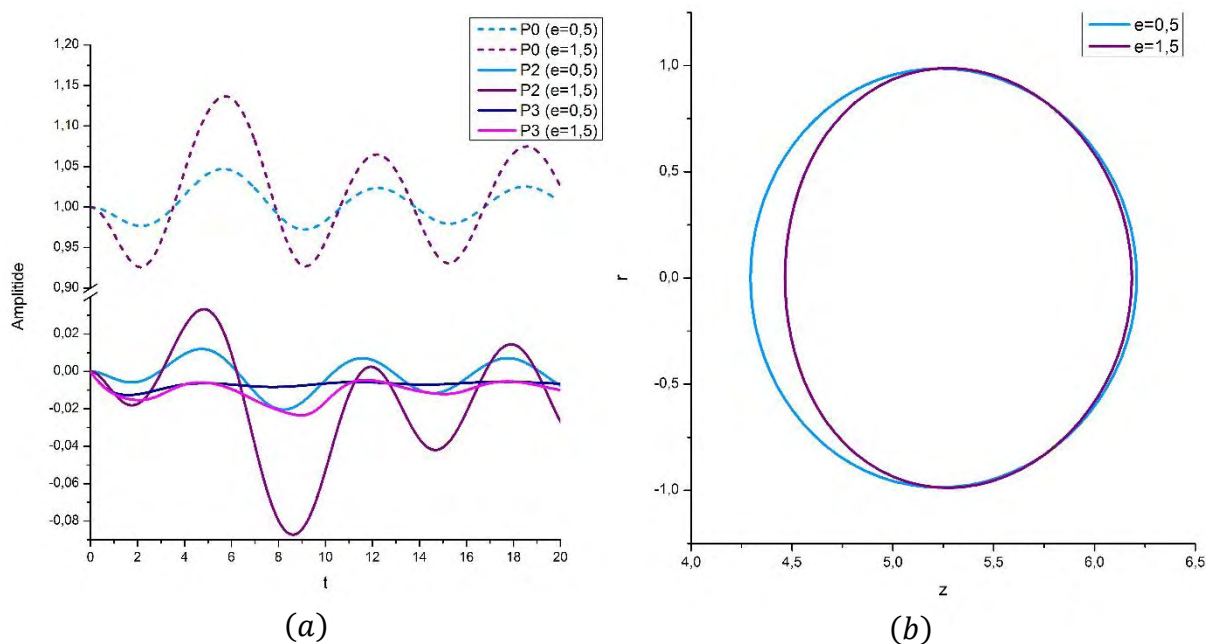 P0 (e=0,5)
P0 (e=1,5)
P2 (e=0,5)
P2 (e=1,5)
P3 (e=0,5)
P3 (e=1,5)
1,20
1,15
1,10
1,05
1,00
0,95
0,90
0,02
0,00
-0,02
-0,04
-0,06
-0,08
Amplitide
0 2 4 6 8 10 12 14 16 18 20
t
(a)
e=0,5
e=1,5
1,0
0,5
0,0
-0,5
-1,0
r
4,0 4,5 5,0 5,5 6,0 6,5
z
(b)